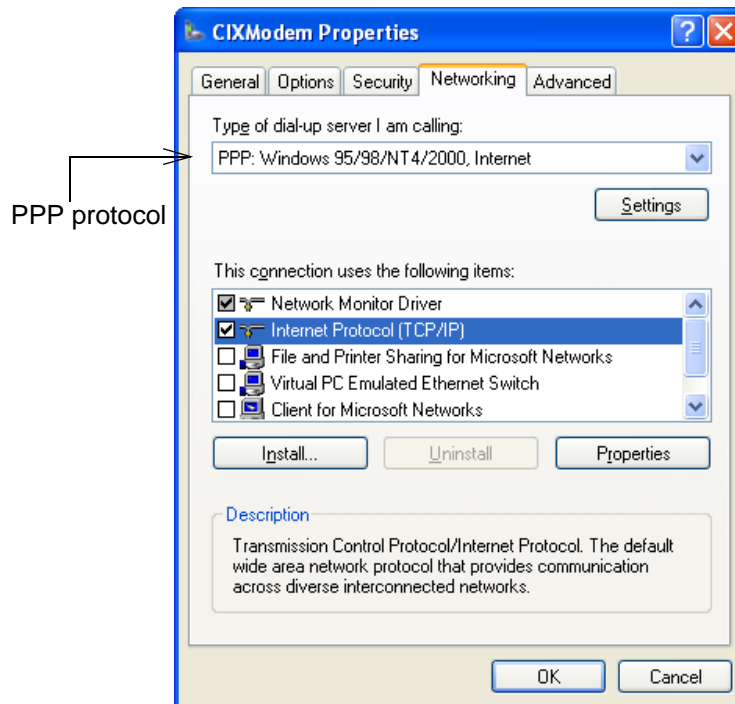 CIXModem Properties
General Options Security Networking Advanced
Type of dial-up server I am calling:
PPP: Windows 95/98/NT4/2000, Internet
PPP protocol
Settings
This connection uses the following items:
Network Monitor Driver
Internet Protocol (TCP/IP)
File and Printer Sharing for Microsoft Networks
Virtual PC Emulated Ethernet Switch
Client for Microsoft Networks
Install... Uninstall Properties
Description
Transmission Control Protocol/Internet Protocol. The default
wide area network protocol that provides communication
across diverse interconnected networks.
OK Cancel